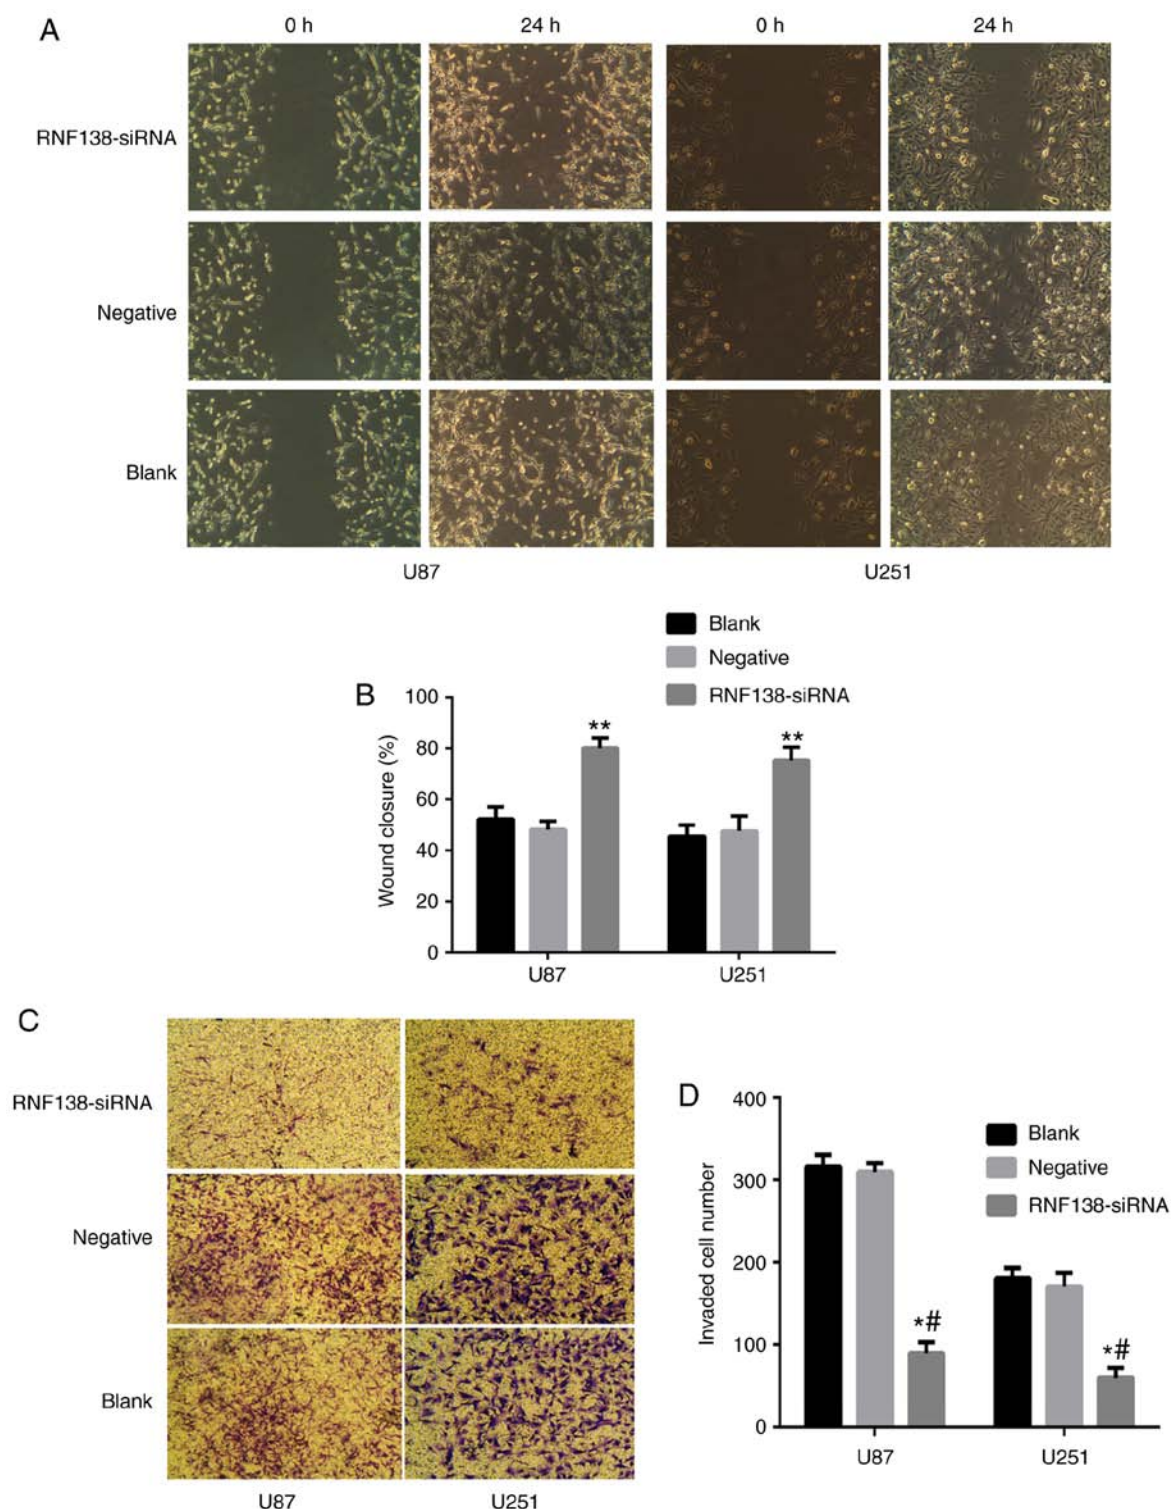 A
0 h
24 h
0 h
24 h
RNF138-siRNA
Negative
Blank
U87
U251
B
Blank
Negative
RNF138-siRNA
Wound closure (%)
100
80
60
40
20
0
**
**
U87
U251
C
RNF138-siRNA
Negative
Blank
U87
U251
D
Blank
Negative
RNF138-siRNA
Invaded cell number
400
300
200
100
0
*#
*#
U87
U251